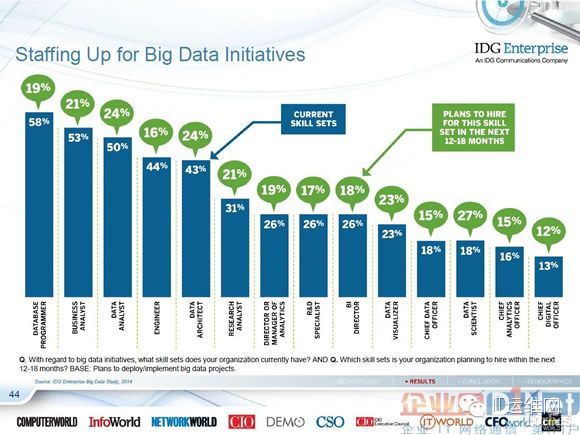 Staffing Up for Big Data Initiatives
IDG Enterprise
An IDG Communications Company
19%
21%
24%
16%
24%
21%
19%
17%
18%
23%
15%
27%
15%
12%
CURRENT
SKILL SETS
PLANS TO HIRE
FOR THIS SKILL
SET IN THE NEXT
12-18 MONTHS
58%
53%
50%
44%
43%
31%
26%
26%
26%
23%
18%
18%
16%
13%
DATABASE
PROGRAMMER
BUSINESS
ANALYST
DATA
ANALYST
ENGINEER
DATA
ARCHITECT
RESEARCH
ANALYST
DIRECTOR OR
MANAGER OF
ANALYTICS
R&D
SPECIALIST
BI
DIRECTOR
DATA
VISUALIZER
CHIEF DATA
OFFICER
DATA
SCIENTIST
CHIEF
ANALYTICS
OFFICER
CHIEF
DIGITAL
OFFICER
Q. With regard to big data initiatives, what skill sets does your organization currently have? AND Q. Which skill sets is your organization planning to hire within the next
12-18 months? BASE: Plans to deploy/implement big data projects.
Source: IDG Enterprise Big Data Study, 2014
• METHODOLOGY • RESULTS • CONCLUSION • DEMOGRAPHICS
44
COMPUTERWORLD InfoWorld NETWORKWORLD CIO DEMO CSO CIO Executive Council ITWORLD CFO CITE WORLD
企业
运维网
企业 IT 网络通信